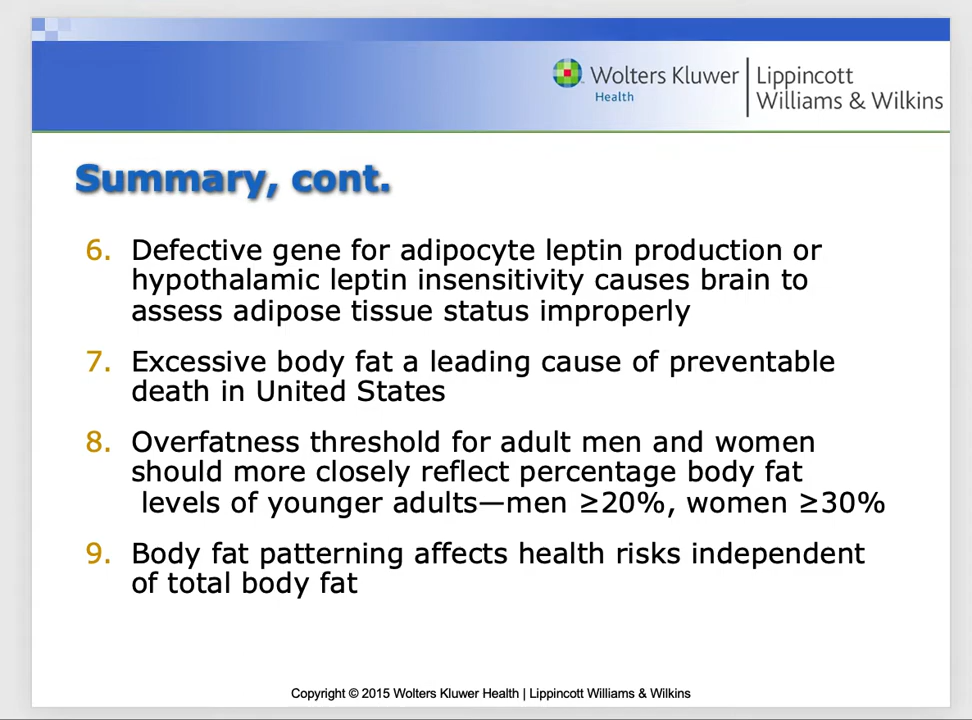 Wolters Kluwer
Health
Lippincott
Williams & Wilkins
Summary, cont.
6. Defective gene for adipocyte leptin production or
hypothalamic leptin insensitivity causes brain to
assess adipose tissue status improperly
7. Excessive body fat a leading cause of preventable
death in United States
8. Overfatness threshold for adult men and women
should more closely reflect percentage body fat
levels of younger adults—men ≥20%, women ≥30%
9. Body fat patterning affects health risks independent
of total body fat
Copyright © 2015 Wolters Kluwer Health | Lippincott Williams & Wilkins